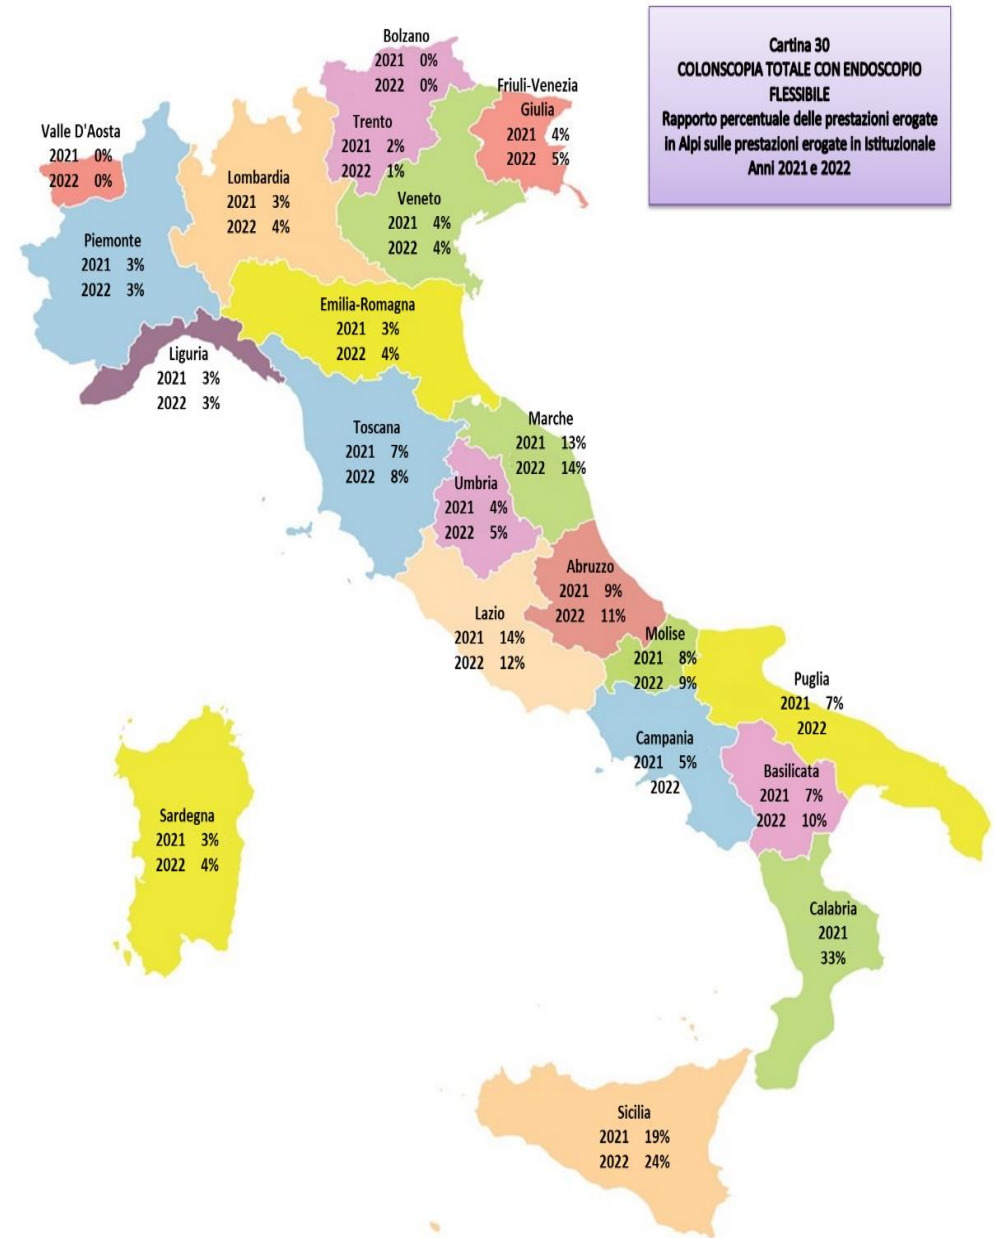 Cartina 30
COLONSCOPIA TOTALE CON ENDOSCOPIO
FLESSIBILE
Rapporto percentuale delle prestazioni erogate
in Alpi sulle prestazioni erogate in Istituzionale
Anni 2021 e 2022
Bolzano
2021 0%
2022 0%
Friuli-Venezia
Giulia
2021 4%
2022 5%
Trento
2021 2%
2022 1%
Valle D'Aosta
2021 0%
2022 0%
Lombardia
2021 3%
2022 4%
Veneto
2021 4%
2022 4%
Piemonte
2021 3%
2022 3%
Emilia-Romagna
2021 3%
2022 4%
Liguria
2021 3%
2022 3%
Toscana
2021 7%
2022 8%
Marche
2021 13%
2022 14%
Umbria
2021 4%
2022 5%
Abruzzo
2021 9%
2022 11%
Lazio
2021 14%
2022 12%
Molise
2021 8%
2022 9%
Puglia
2021 7%
2022
Campania
2021 5%
2022
Basilicata
2021 7%
2022 10%
Sardegna
2021 3%
2022 4%
Calabria
2021
33%
Sicilia
2021 19%
2022 24%